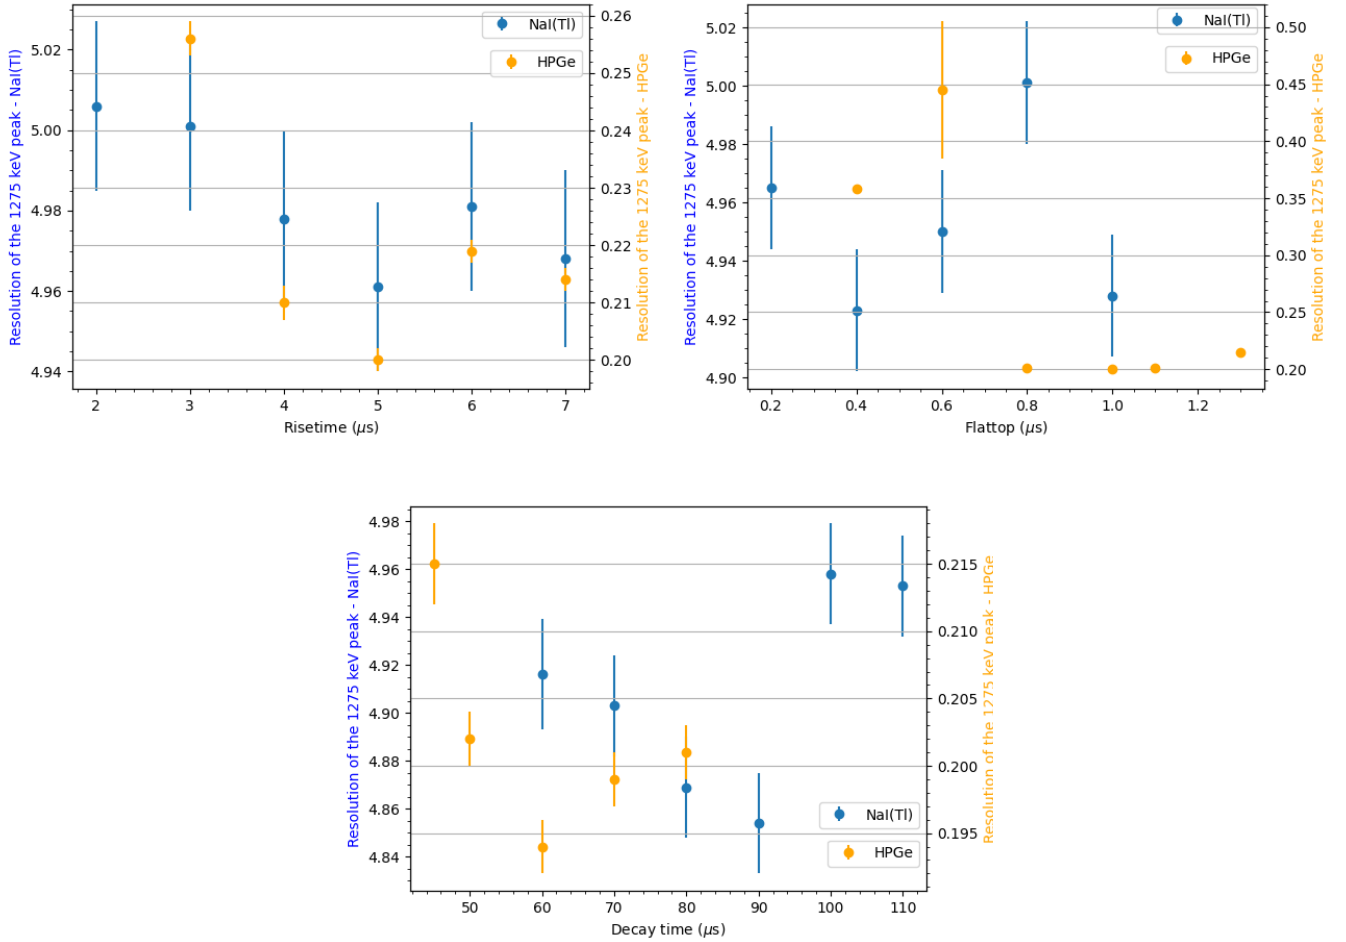 NaI(Tl)
HPGe
Resolution of the 1275 keV peak - NaI(Tl)
5.02
5.00
4.98
4.96
4.94
0.26
0.25
0.24
0.23
0.22
0.21
0.20
Resolution of the 1275 keV peak - HPGe
2 3 4 5 6 7
Risetime (μs)
NaI(Tl)
HPGe
Resolution of the 1275 keV peak - NaI(Tl)
5.00
4.98
4.96
4.94
4.92
4.90
0.50
0.45
0.40
0.35
0.30
0.25
0.20
Resolution of the 1275 keV peak - HPGe
0.2 0.4 0.6 0.8 1.0 1.2
Flattop (μs)
Resolution of the 1275 keV peak - NaI(Tl)
4.98
4.96
4.94
4.92
4.90
4.88
4.86
4.84
0.215
0.210
0.205
0.200
0.195
Resolution of the 1275 keV peak - HPGe
NaI(Tl)
HPGe
50 60 70 80 90 100 110
Decay time (μs)